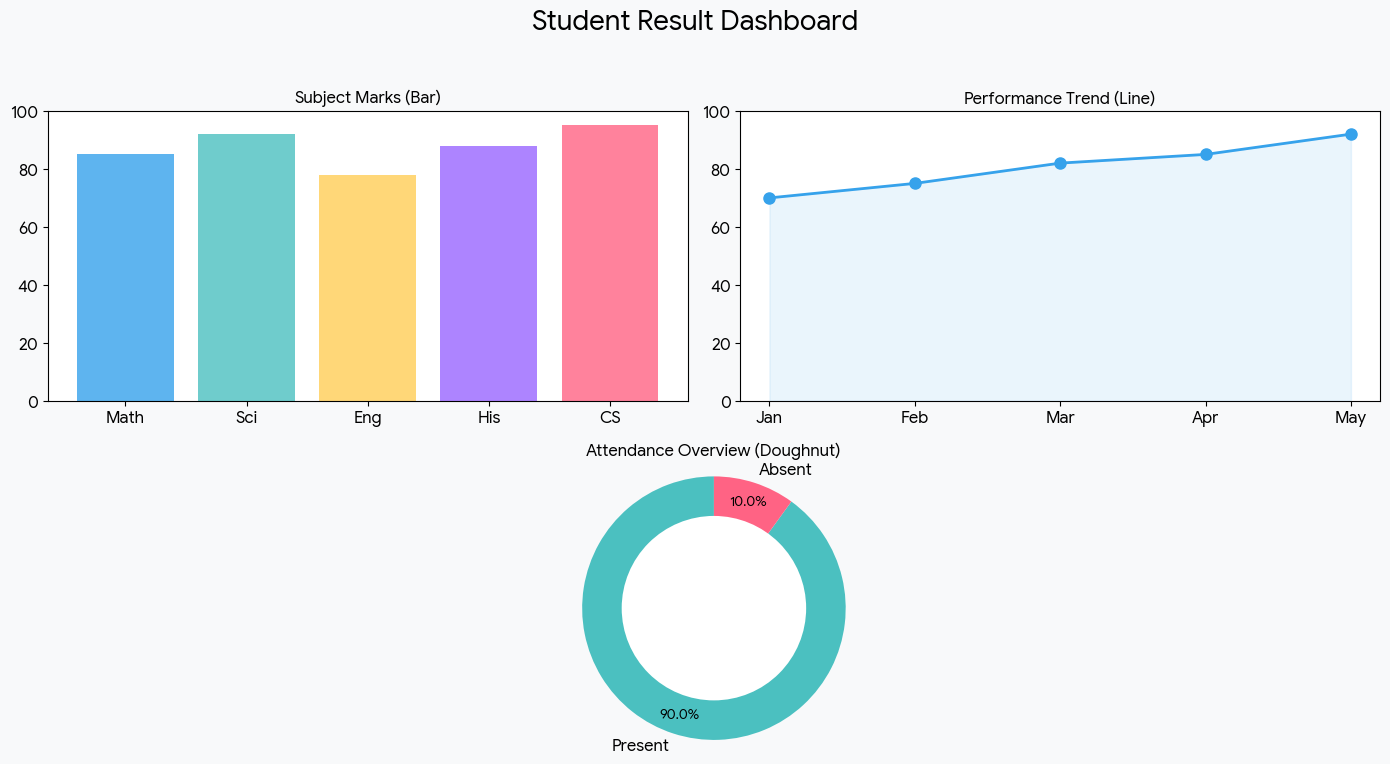 Student Result Dashboard
Subject Marks (Bar)
100
80
60
40
20
0
Math Sci Eng His CS
Performance Trend (Line)
100
80
60
40
20
0
Jan Feb Mar Apr May
Attendance Overview (Doughnut)
Absent
10.0%
90.0%
Present